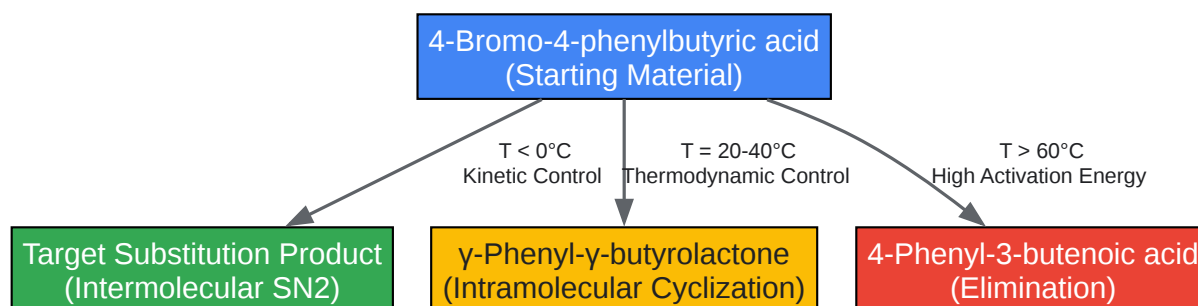 4-Bromo-4-phenylbutyric acid
(Starting Material)
T < 0°C
Kinetic Control
T = 20-40°C
Thermodynamic Control
T > 60°C
High Activation Energy
Target Substitution Product
(Intermolecular SN2)
γ-Phenyl-γ-butyrolactone
(Intramolecular Cyclization)
4-Phenyl-3-butenoic acid
(Elimination)